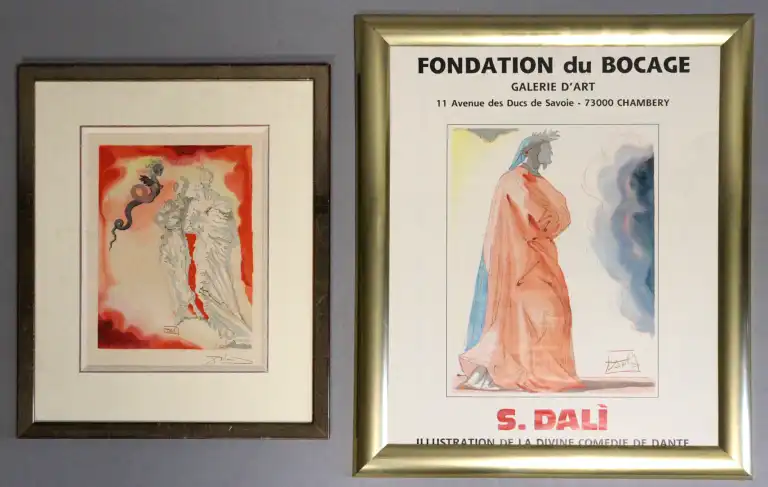 FONDATION du BOCAGE
GALERIE D'ART
11 Avenue des Ducs de Savoie - 73000 CHAMBERY
S. DALÌ
ILLUSTRATION DE LA DIVINE COMEDIE DE DANTE